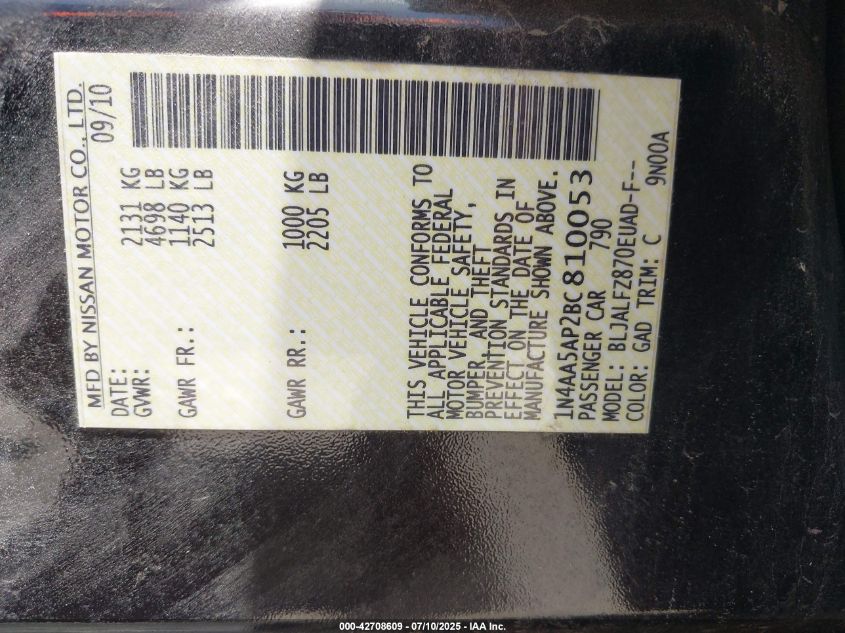 MFD BY NISSAN MOTOR CO., LTD.
DATE: 09/10
GVWR: 2131 KG
4698 LB
GAWR FR.: 1140 KG
2513 LB
GAWR RR.: 1000 KG
2205 LB
THIS VEHICLE CONFORMS TO
ALL APPLICABLE FEDERAL
MOTOR VEHICLE SAFETY,
BUMPER, AND THEFT
PREVENTION STANDARDS IN
EFFECT ON THE DATE OF
MANUFACTURE SHOWN ABOVE.
1N4AA5AP2BC810053
PASSENGER CAR 790
MODEL: BLJALFZ870EUAD-F--
COLOR: GAD TRIM: C 9N00A
000-42708609 - 07/10/2025 - IAA Inc.